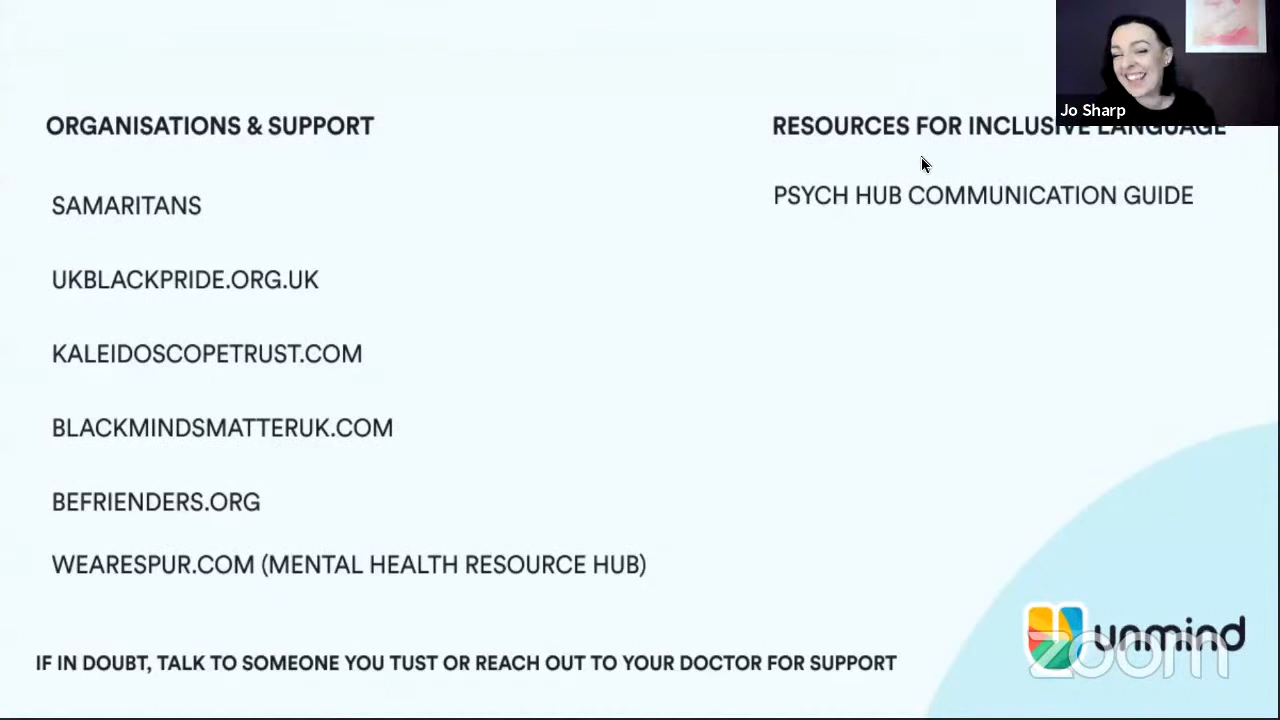 Jo Sharp
ORGANISATIONS & SUPPORT
RESOURCES FOR INCLUSIVE LANGUAGE
SAMARITANS
PSYCH HUB COMMUNICATION GUIDE
UKBLACKPRIDE.ORG.UK
KALEIDOSCOPETRUST.COM
BLACKMINDSMATTERUK.COM
BEFRIENDERS.ORG
WEARESPUR.COM (MENTAL HEALTH RESOURCE HUB)
unmind
zoom
IF IN DOUBT, TALK TO SOMEONE YOU TUST OR REACH OUT TO YOUR DOCTOR FOR SUPPORT